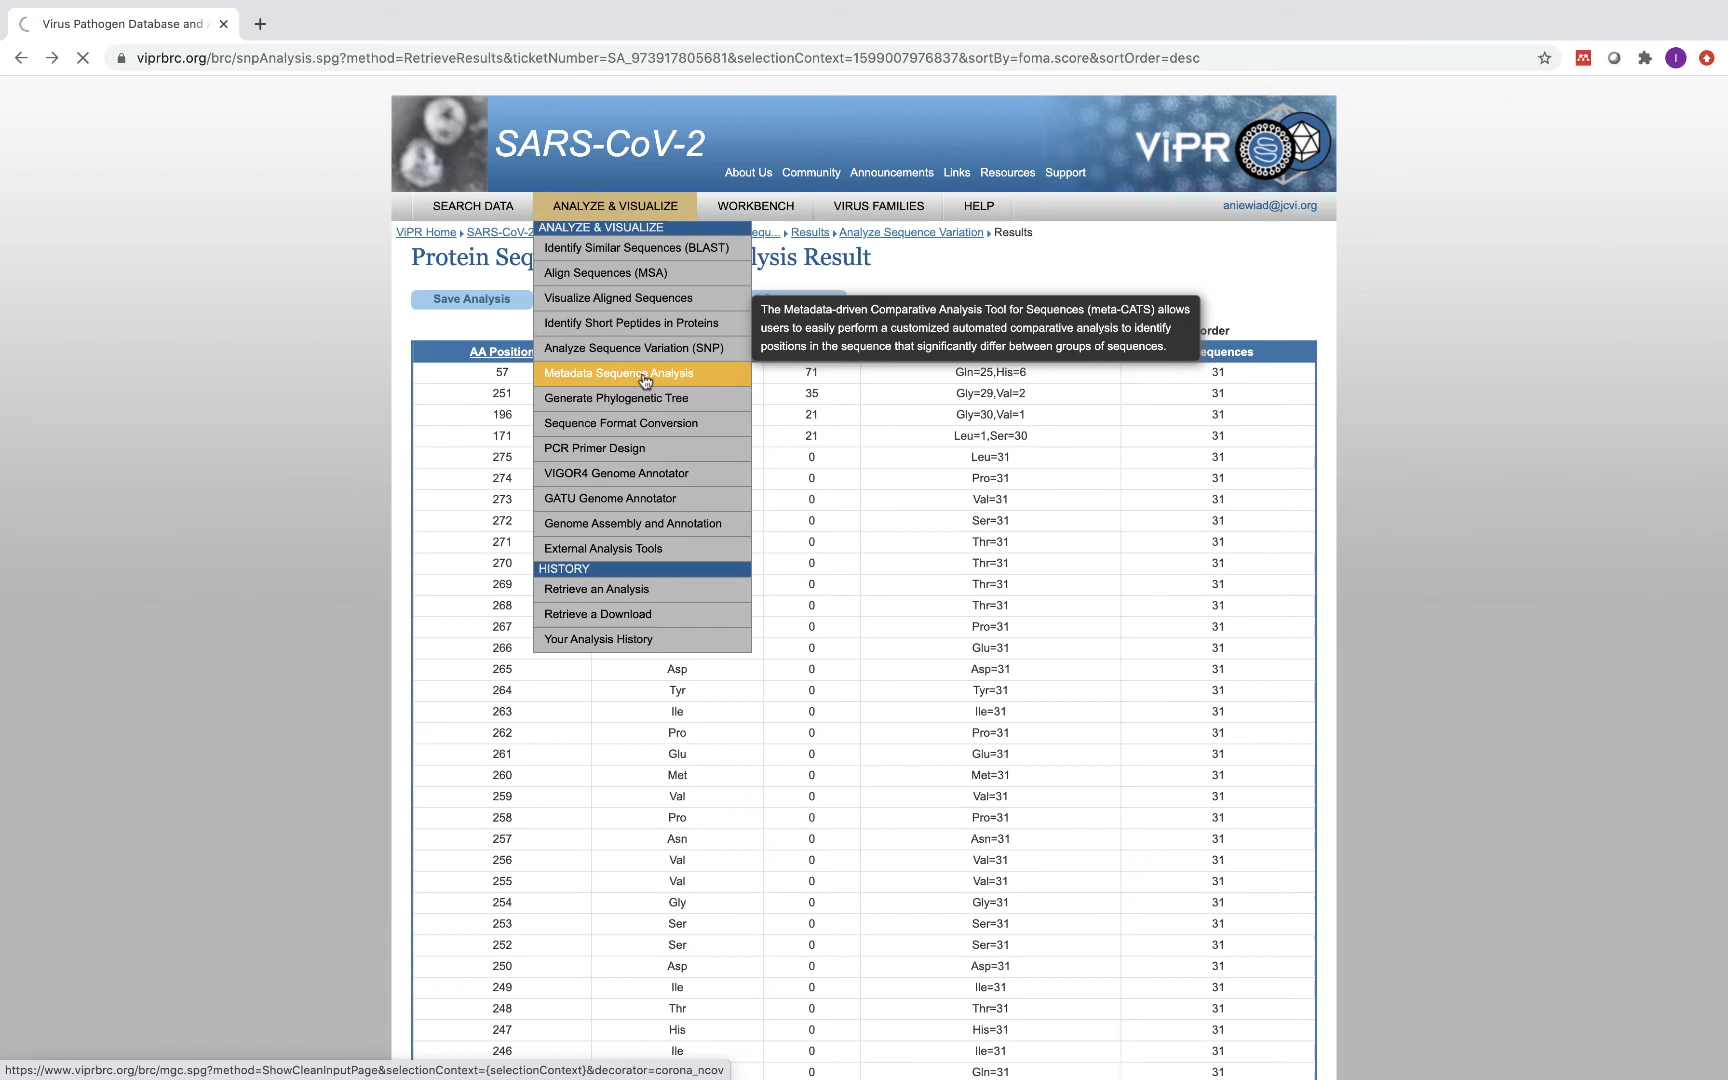 Virus Pathogen Database and
viprbrc.org/brc/snpAnalysis.spg?method=RetrieveResults&ticketNumber=SA_973917805681&selectionContext=1599007976837&sortBy=foma.score&sortOrder=desc
I
SARS-CoV-2
ViPR
About Us Community Announcements Links Resources Support
SEARCH DATA ANALYZE & VISUALIZE WORKBENCH VIRUS FAMILIES HELP aniewiad@jcvi.org
ViPR Home SARS-CoV-2 equ... Results Analyze Sequence Variation Results
Protein Seq lysis Result
Save Analysis
ANALYZE & VISUALIZE
Identify Similar Sequences (BLAST)
Align Sequences (MSA)
Visualize Aligned Sequences
Identify Short Peptides in Proteins
Analyze Sequence Variation (SNP)
Metadata Sequence Analysis
Generate Phylogenetic Tree
Sequence Format Conversion
PCR Primer Design
VIGOR4 Genome Annotator
GATU Genome Annotator
Genome Assembly and Annotation
External Analysis Tools
HISTORY
Retrieve an Analysis
Retrieve a Download
Your Analysis History
The Metadata-driven Comparative Analysis Tool for Sequences (meta-CATS) allows
users to easily perform a customized automated comparative analysis to identify
positions in the sequence that significantly differ between groups of sequences.
order
AA Position equences
57 71 Gln=25,His=6 31
251 35 Gly=29,Val=2 31
196 21 Gly=30,Val=1 31
171 21 Leu=1,Ser=30 31
275 0 Leu=31 31
274 0 Pro=31 31
273 0 Val=31 31
272 0 Ser=31 31
271 0 Thr=31 31
270 0 Thr=31 31
269 0 Thr=31 31
268 0 Thr=31 31
267 0 Pro=31 31
266 0 Glu=31 31
265 Asp 0 Asp=31 31
264 Tyr 0 Tyr=31 31
263 Ile 0 Ile=31 31
262 Pro 0 Pro=31 31
261 Glu 0 Glu=31 31
260 Met 0 Met=31 31
259 Val 0 Val=31 31
258 Pro 0 Pro=31 31
257 Asn 0 Asn=31 31
256 Val 0 Val=31 31
255 Val 0 Val=31 31
254 Gly 0 Gly=31 31
253 Ser 0 Ser=31 31
252 Ser 0 Ser=31 31
250 Asp 0 Asp=31 31
249 Ile 0 Ile=31 31
248 Thr 0 Thr=31 31
247 His 0 His=31 31
246 Ile 0 Ile=31 31
0 Gln=31 31
https://www.viprbrc.org/brc/mgc.spg?method=ShowCleanInputPage&selectionContext={selectionContext}&decorator=corona_ncov